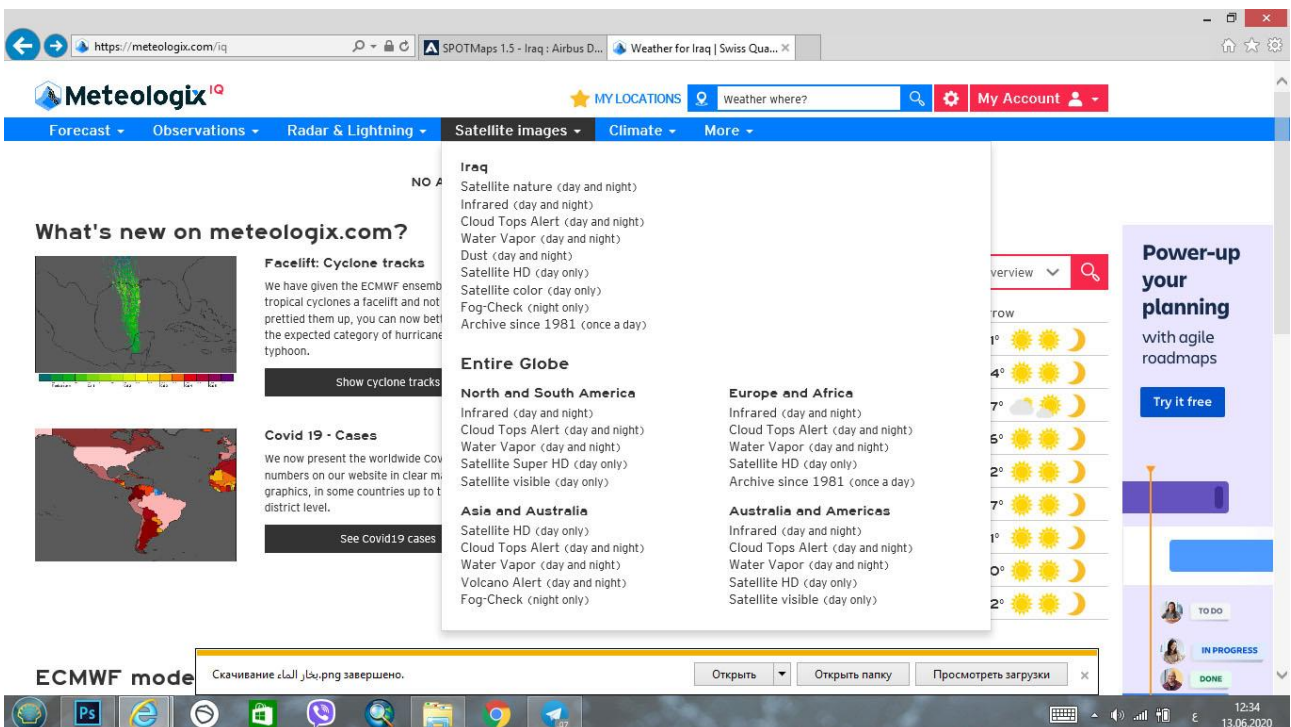 https://meteologix.com/iq
SPOTMaps 1.5 - Iraq : Airbus D...
Weather for Iraq | Swiss Qua...
Meteologix IQ
MY LOCATIONS
Weather where?
My Account
Forecast
Observations
Radar & Lightning
Satellite images
Climate
More
NO A
Iraq
Satellite nature (day and night)
Infrared (day and night)
Cloud Tops Alert (day and night)
Water Vapor (day and night)
Dust (day and night)
Satellite HD (day only)
Satellite color (day only)
Fog-Check (night only)
Archive since 1981 (once a day)
Entire Globe
North and South America
Infrared (day and night)
Cloud Tops Alert (day and night)
Water Vapor (day and night)
Satellite Super HD (day only)
Satellite visible (day only)
Europe and Africa
Infrared (day and night)
Cloud Tops Alert (day and night)
Water Vapor (day and night)
Satellite HD (day only)
Archive since 1981 (once a day)
Asia and Australia
Satellite HD (day only)
Cloud Tops Alert (day and night)
Water Vapor (day and night)
Volcano Alert (day and night)
Fog-Check (night only)
Australia and Americas
Infrared (day and night)
Cloud Tops Alert (day and night)
Water Vapor (day and night)
Satellite HD (day only)
Satellite visible (day only)
What's new on meteologix.com?
Facelift: Cyclone tracks
We have given the ECMWF ensemb
tropical cyclones a facelift and not
prettied them up, you can now bet
the expected category of hurricane
typhoon.
Show cyclone tracks
Covid 19 - Cases
We now present the worldwide Cov
numbers on our website in clear ma
graphics, in some countries up to t
district level.
See Covid19 cases
verview
row
1°
4°
7°
6°
2°
7°
1°
0°
2°
Power-up
your
planning
with agile
roadmaps
Try it free
TO DO
IN PROGRESS
DONE
ECMWF mode
Скачивание بخار الماء.png завершено.
Открыть
Открыть папку
Просмотреть загрузки
Ps
07
12:34
13.06.2020